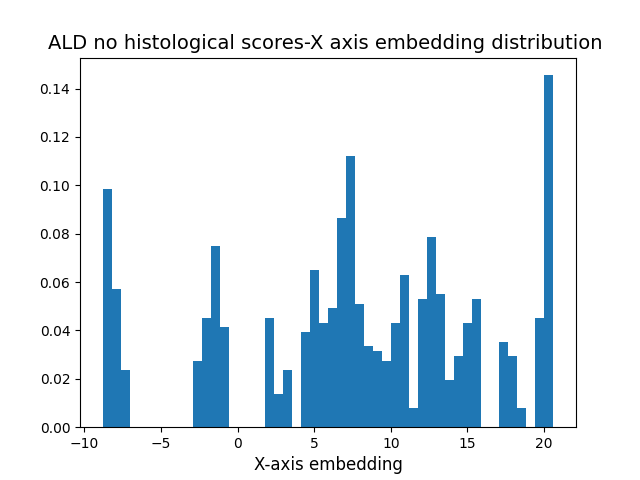 ALD no histological scores-X axis embedding distribution
0.14
0.12
0.10
0.08
0.06
0.04
0.02
0.00
−10 −5 0 5 10 15 20
X-axis embedding